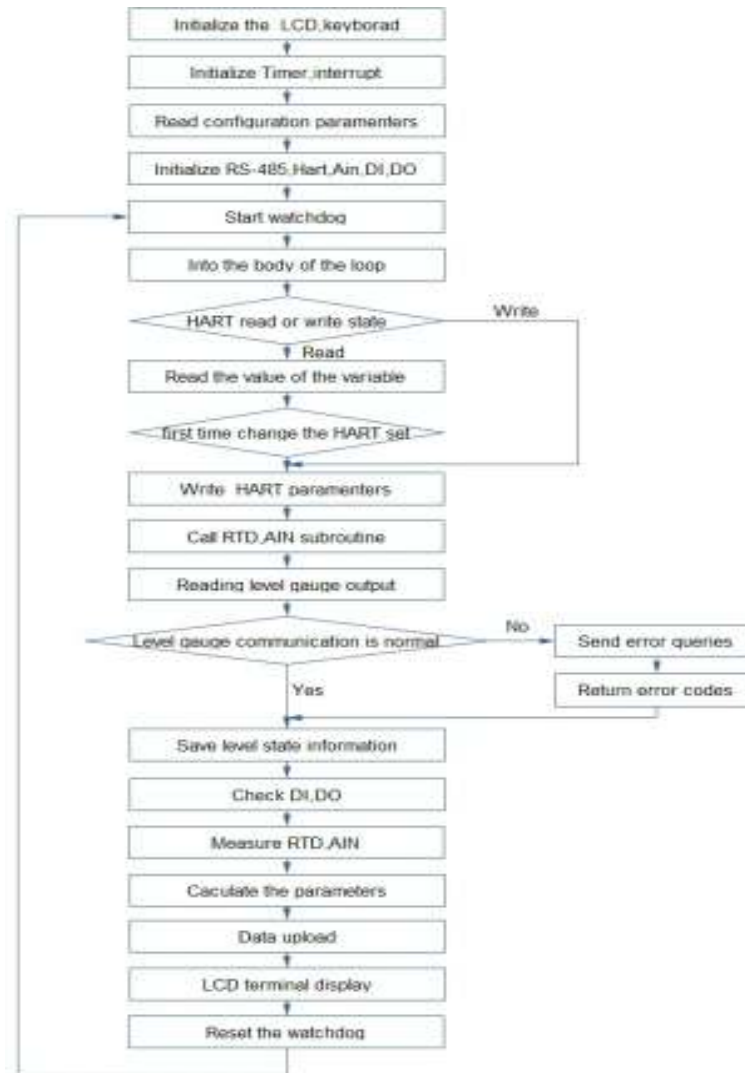 Initialize the LCD,keyborad
Initialize Timer,interrupt
Read configuration paramenters
Initialize RS-485,Hart,Ain,DI,DO
Start watchdog
Into the body of the loop
HART read or write state
Write
Read
Read the value of the variable
first time change the HART set
Write HART paramenters
Call RTD,AIN subroutine
Reading level gauge output
Level gauge communication is normal
No
Send error queries
Yes
Return error codes
Save level state information
Check DI,DO
Measure RTD,AIN
Caculate the parameters
Data upload
LCD terminal display
Reset the watchdog